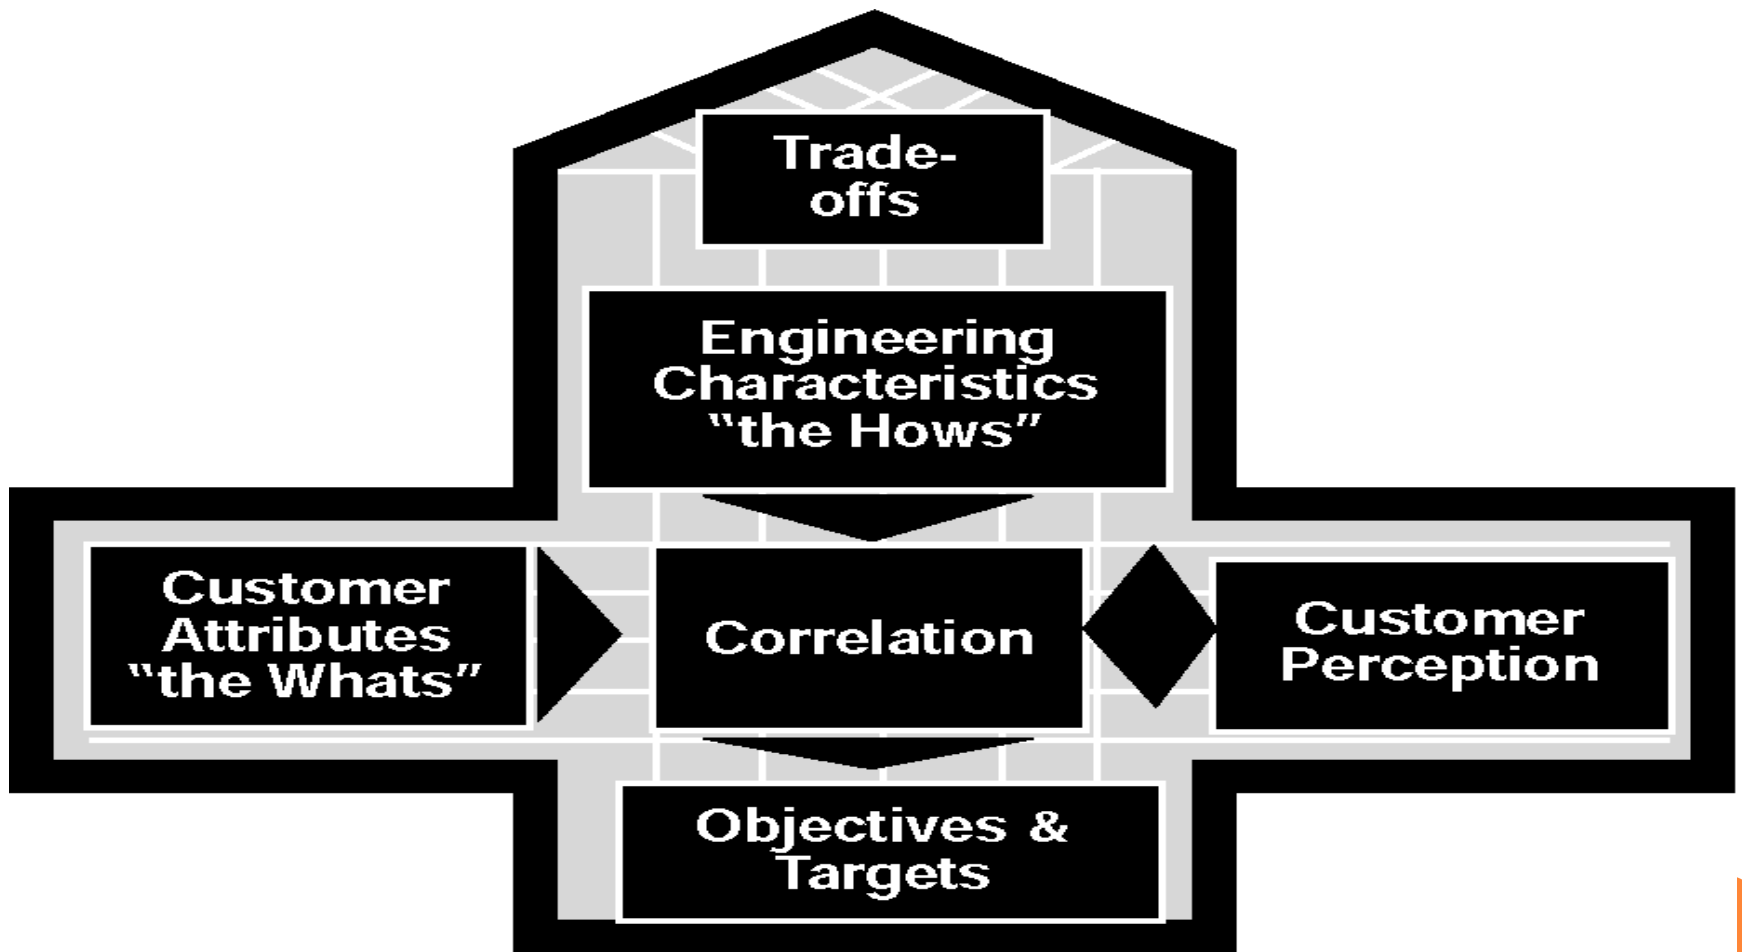 Trade-
offs
Engineering
Characteristics
“the Hows”
Customer
Attributes
“the Whats”
Correlation
Customer
Perception
Objectives &
Targets